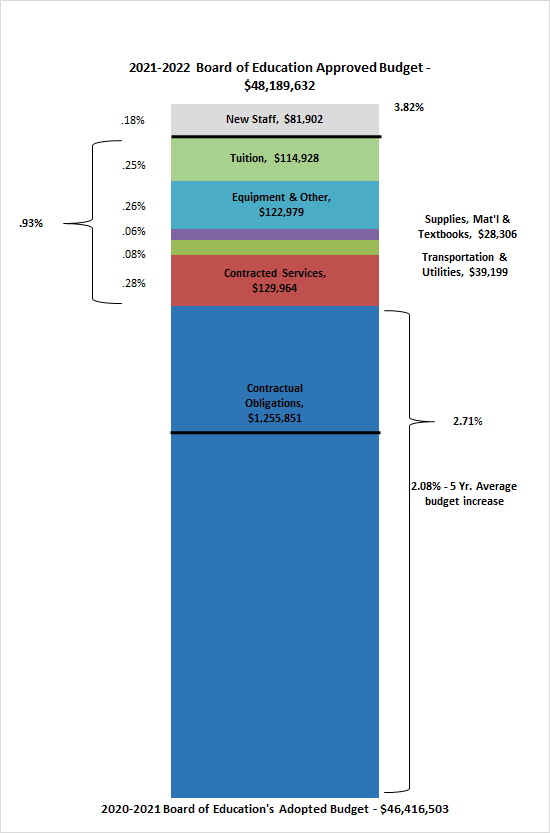 2021-2022 Board of Education Approved Budget -
$48,189,632
3.82%
.18%
New Staff, $81,902
.25%
Tuition, $114,928
.93%
.26%
Equipment & Other,
$122,979
.06%
Supplies, Mat'l &
Textbooks, $28,306
.08%
Transportation &
Utilities, $39,199
.28%
Contracted Services,
$129,964
Contractual
Obligations,
$1,255,851
2.71%
2.08% - 5 Yr. Average
budget increase
2020-2021 Board of Education's Adopted Budget - $46,416,503